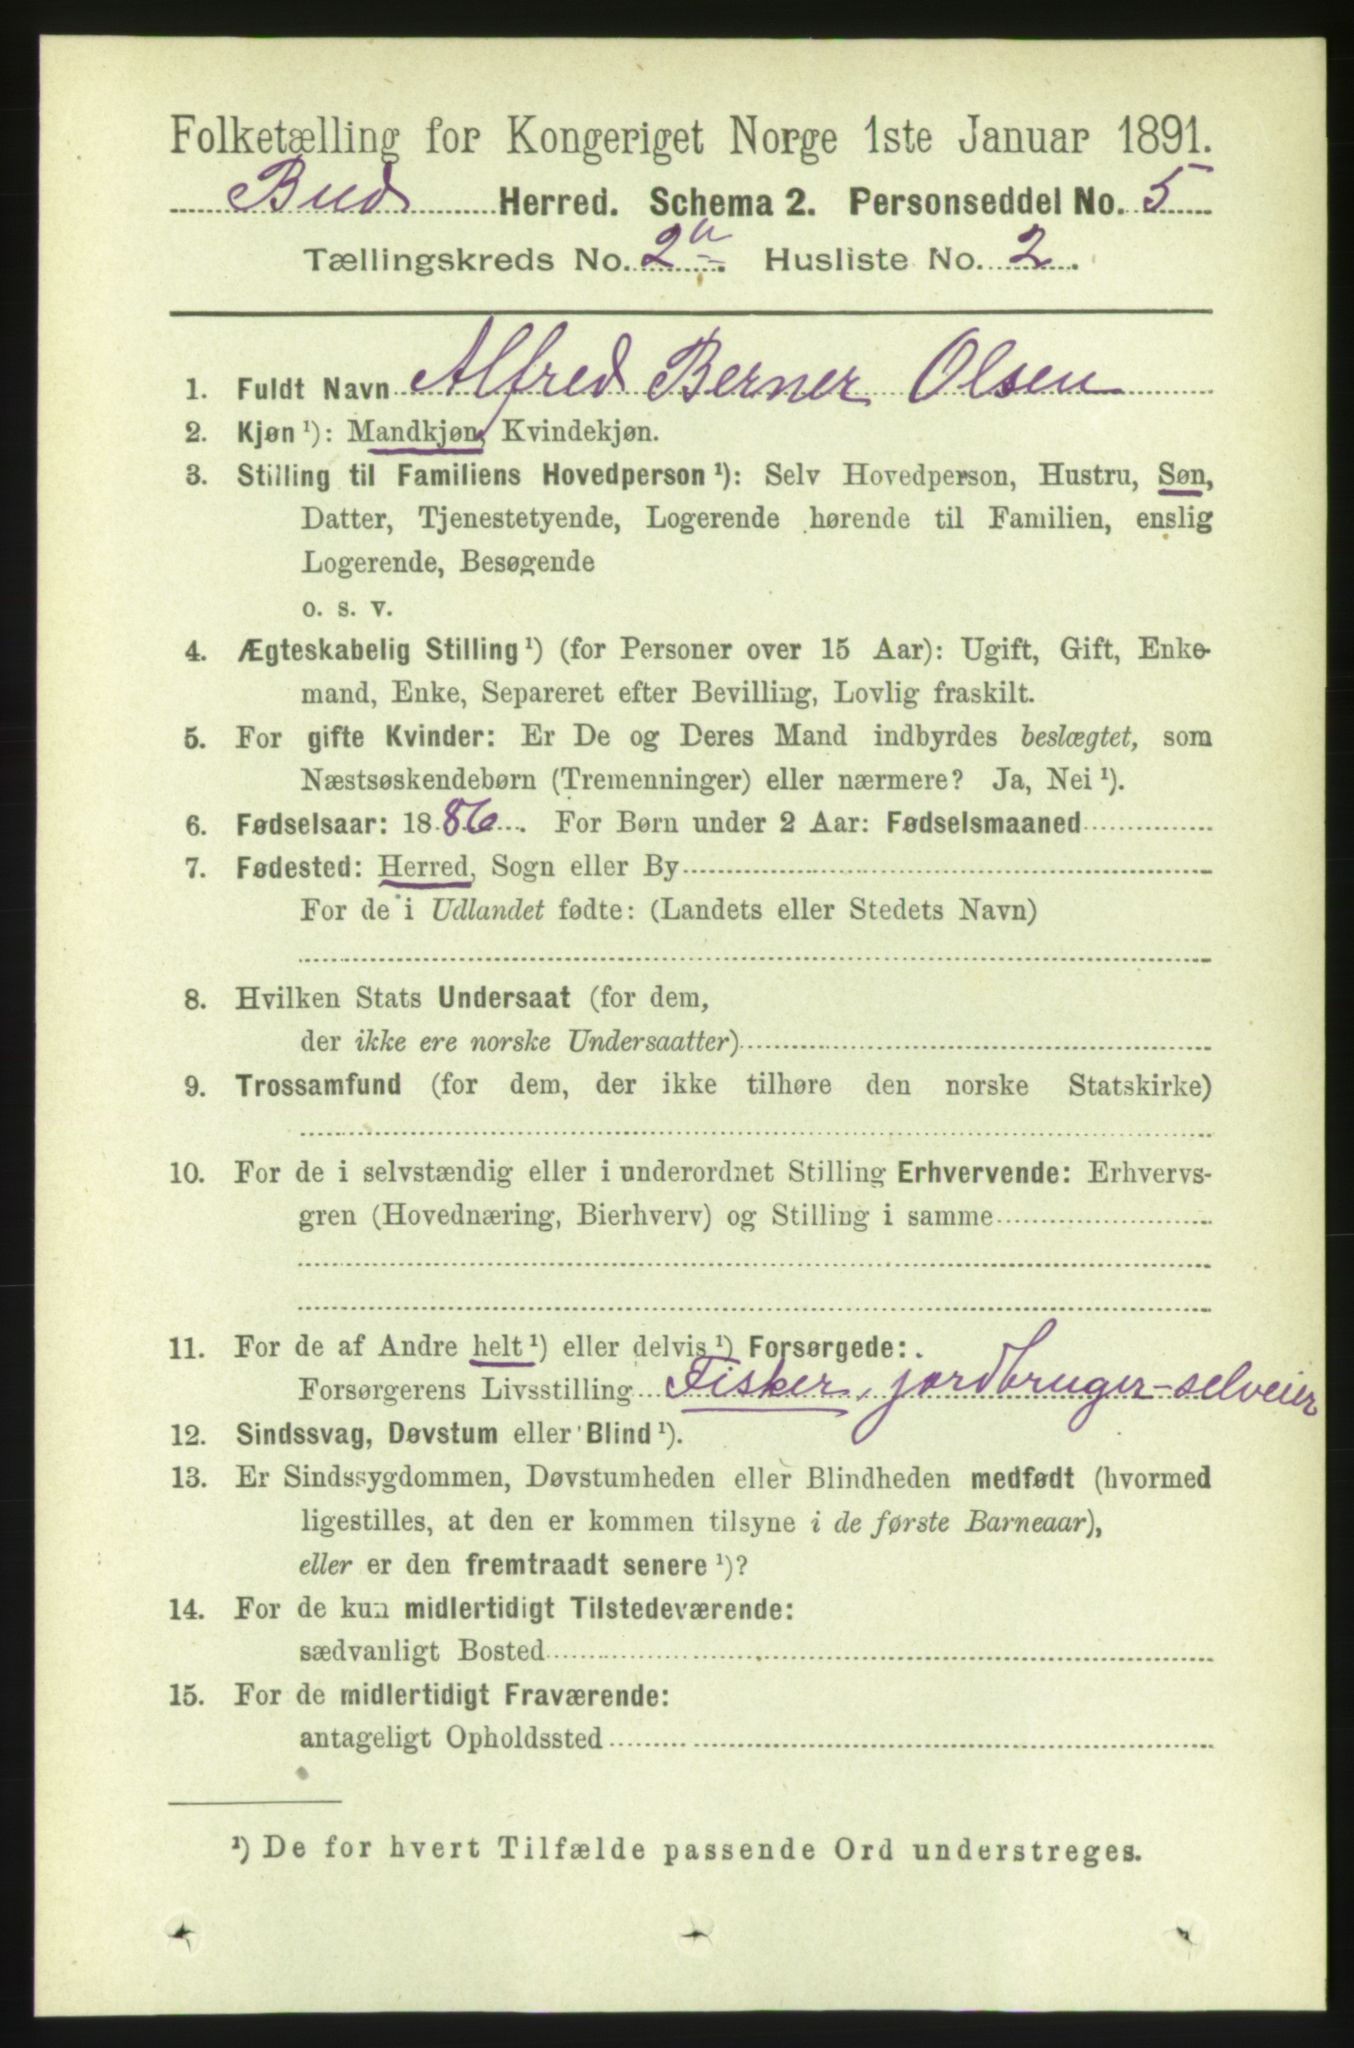 Folketælling for Kongeriget Norge 1ste Januar 1891.
Bud Herred. Schema 2. Personseddel No. 5
Tællingskreds No. 2a. Husliste No. 2.
1. Fuldt Navn Alfred Berner Olsen
2. Kjøn ¹): Mandkjøn, Kvindekjøn.
3. Stilling til Familiens Hovedperson ¹): Selv Hovedperson, Hustru, Søn,
Datter, Tjenestetyende, Logerende hørende til Familien, enslig
Logerende, Besøgende
o. s. v.
4. Ægteskabelig Stilling ¹) (for Personer over 15 Aar): Ugift, Gift, Enke-
mand, Enke, Separeret efter Bevilling, Lovlig fraskilt.
5. For gifte Kvinder: Er De og Deres Mand indbyrdes beslægtet, som
Næstsøskendebørn (Tremenninger) eller nærmere? Ja, Nei ¹).
6. Fødselsaar: 1886. For Børn under 2 Aar: Fødselsmaaned
7. Fødested: Herred, Sogn eller By
For de i Udlandet fødte: (Landets eller Stedets Navn)
8. Hvilken Stats Undersaat (for dem,
der ikke ere norske Undersaatter)
9. Trossamfund (for dem, der ikke tilhøre den norske Statskirke)
10. For de i selvstændig eller i underordnet Stilling Erhvervende: Erhvervs-
gren (Hovednæring, Bierhverv) og Stilling i samme
11. For de af Andre helt ¹) eller delvis ¹) Forsørgede:
Forsørgerens Livsstilling Fisker, jordbruger-selveier
12. Sindssvag, Døvstum eller Blind ¹).
13. Er Sindssygdommen, Døvstumheden eller Blindheden medfødt (hvormed
ligestilles, at den er kommen tilsyne i de første Barneaar),
eller er den fremtraadt senere ¹)?
14. For de kun midlertidigt Tilstedeværende:
sædvanligt Bosted
15. For de midlertidigt Fraværende:
antageligt Opholdssted
¹) De for hvert Tilfælde passende Ord understreges.